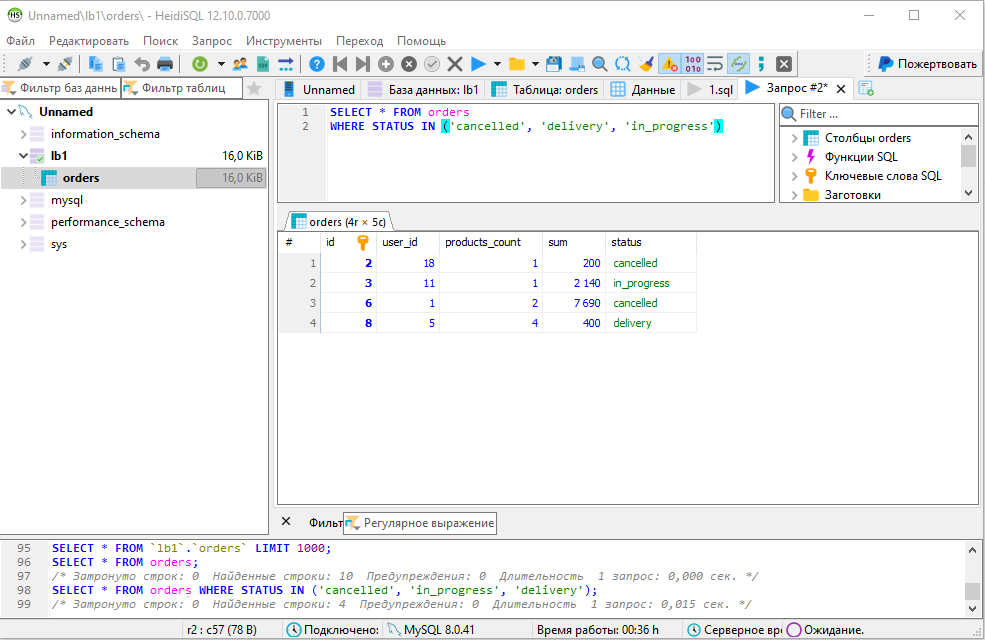 Unnamed\lb1\orders\ - HeidiSQL 12.10.0.7000
Файл Редактировать Поиск Запрос Инструменты Переход Помощь
Пожертвовать
Фильтр баз данных Фильтр таблиц
Unnamed База данных: lb1 Таблица: orders Данные 1.sql Запрос #2*
Unnamed
information_schema
lb1 16,0 KiB
orders 16,0 KiB
mysql
performance_schema
sys
1 SELECT * FROM orders
2 WHERE STATUS IN ('cancelled', 'delivery', 'in_progress')
Filter ...
Столбцы orders
Функции SQL
Ключевые слова SQL
Заготовки
orders (4r × 5c)
# id user_id products_count sum status
1 2 18 1 200 cancelled
2 3 11 1 2 140 in_progress
3 6 1 2 7 690 cancelled
4 8 5 4 400 delivery
Фильт Регулярное выражение
95 SELECT * FROM `lb1`.`orders` LIMIT 1000;
96 SELECT * FROM orders;
97 /* Затронуто строк: 0 Найденные строки: 10 Предупреждения: 0 Длительность 1 запрос: 0,000 сек. */
98 SELECT * FROM orders WHERE STATUS IN ('cancelled', 'in_progress', 'delivery');
99 /* Затронуто строк: 0 Найденные строки: 4 Предупреждения: 0 Длительность 1 запрос: 0,015 сек. */
r2 : c57 (78 B) Подключено: MySQL 8.0.41 Время работы: 00:36 h Серверное вре Ожидание.